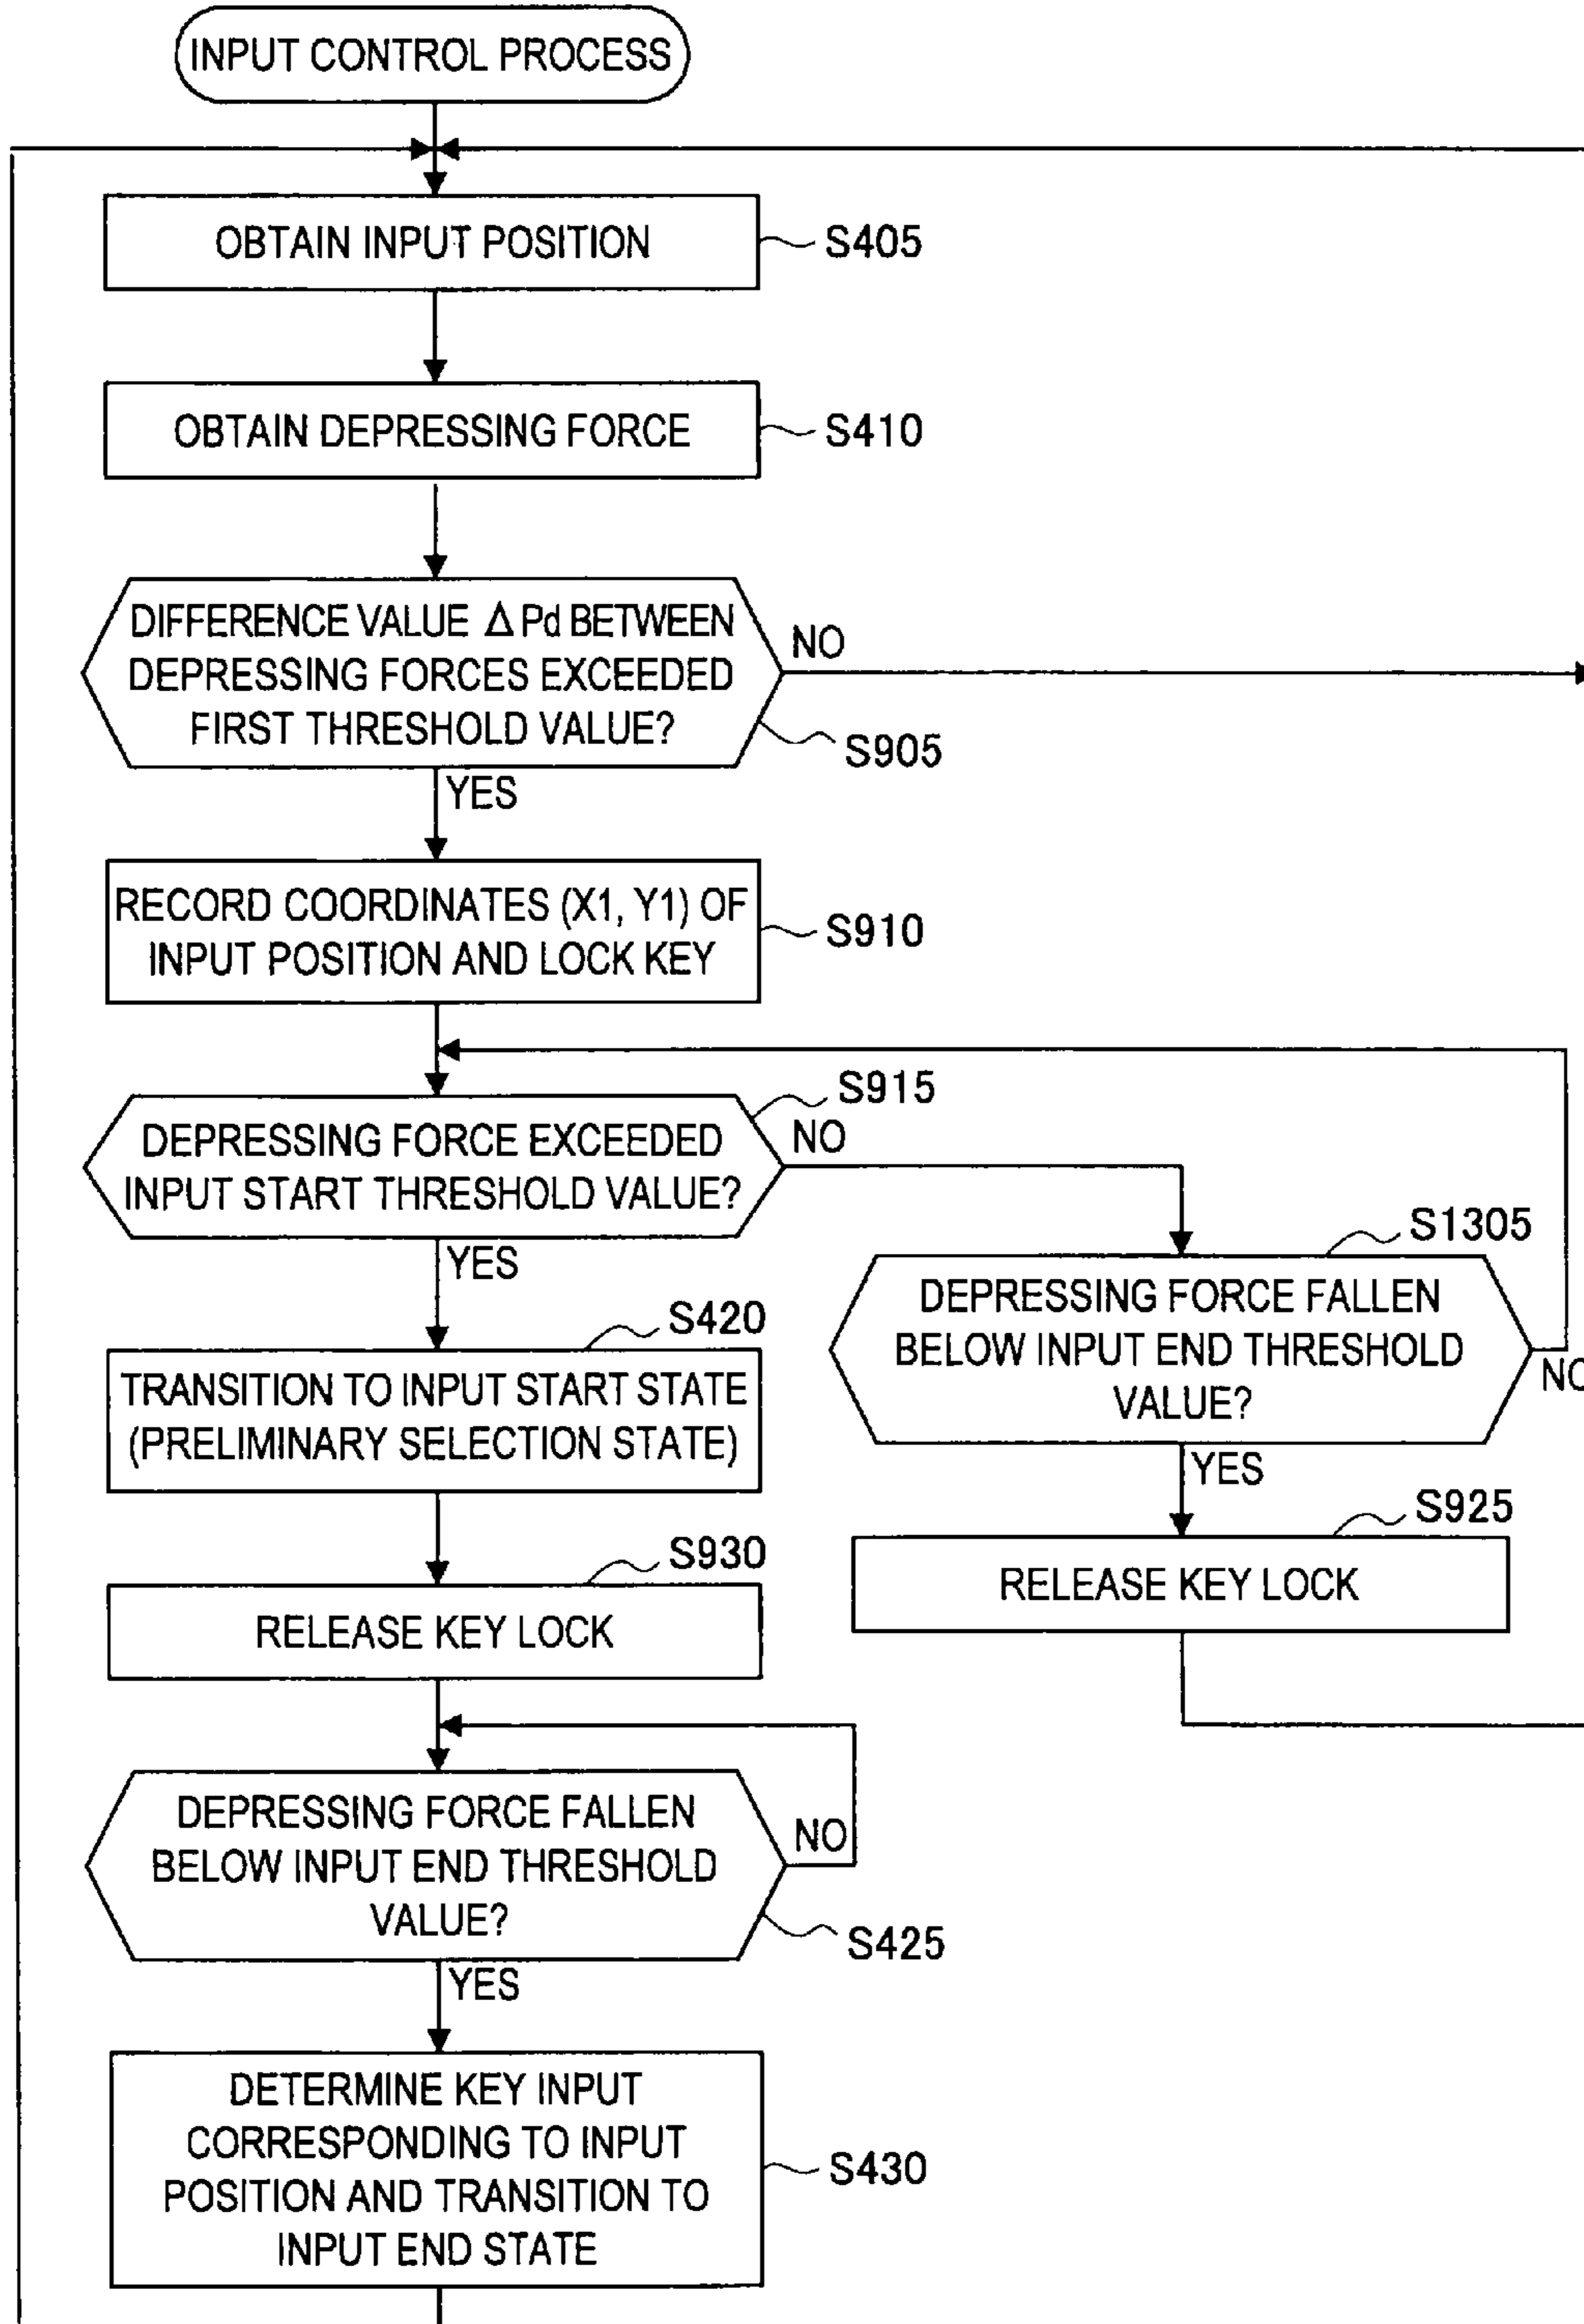 INPUT CONTROL PROCESS
OBTAIN INPUT POSITION
S405
OBTAIN DEPRESSING FORCE
S410
DIFFERENCE VALUE Δ Pd BETWEEN
DEPRESSING FORCES EXCEEDED
FIRST THRESHOLD VALUE?
NO
S905
YES
RECORD COORDINATES (X1, Y1) OF
INPUT POSITION AND LOCK KEY
S910
S915
DEPRESSING FORCE EXCEEDED
INPUT START THRESHOLD VALUE?
NO
YES
S1305
DEPRESSING FORCE FALLEN
BELOW INPUT END THRESHOLD
VALUE?
NO
YES
S420
TRANSITION TO INPUT START STATE
(PRELIMINARY SELECTION STATE)
S925
RELEASE KEY LOCK
S930
RELEASE KEY LOCK
DEPRESSING FORCE FALLEN
BELOW INPUT END THRESHOLD
VALUE?
NO
S425
YES
DETERMINE KEY INPUT
CORRESPONDING TO INPUT
POSITION AND TRANSITION TO
INPUT END STATE
S430